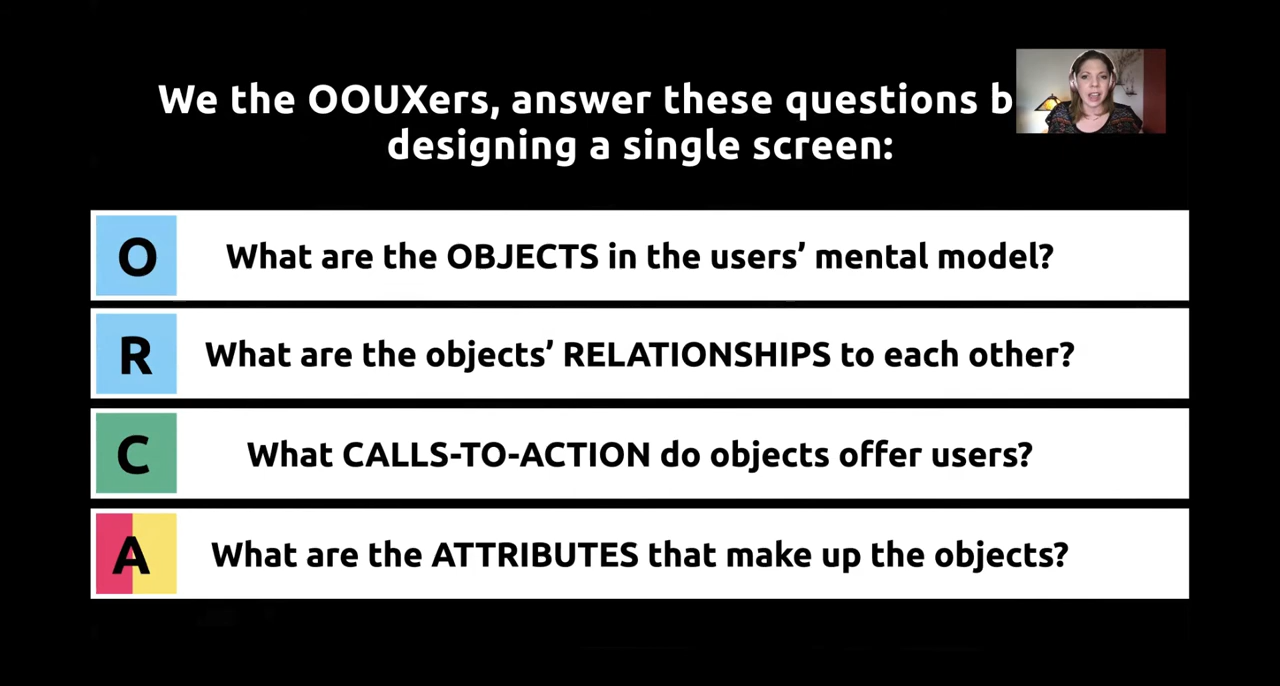 We the OOUXers, answer these questions b
designing a single screen:
O
What are the OBJECTS in the users’ mental model?
R
What are the objects’ RELATIONSHIPS to each other?
C
What CALLS-TO-ACTION do objects offer users?
A
What are the ATTRIBUTES that make up the objects?